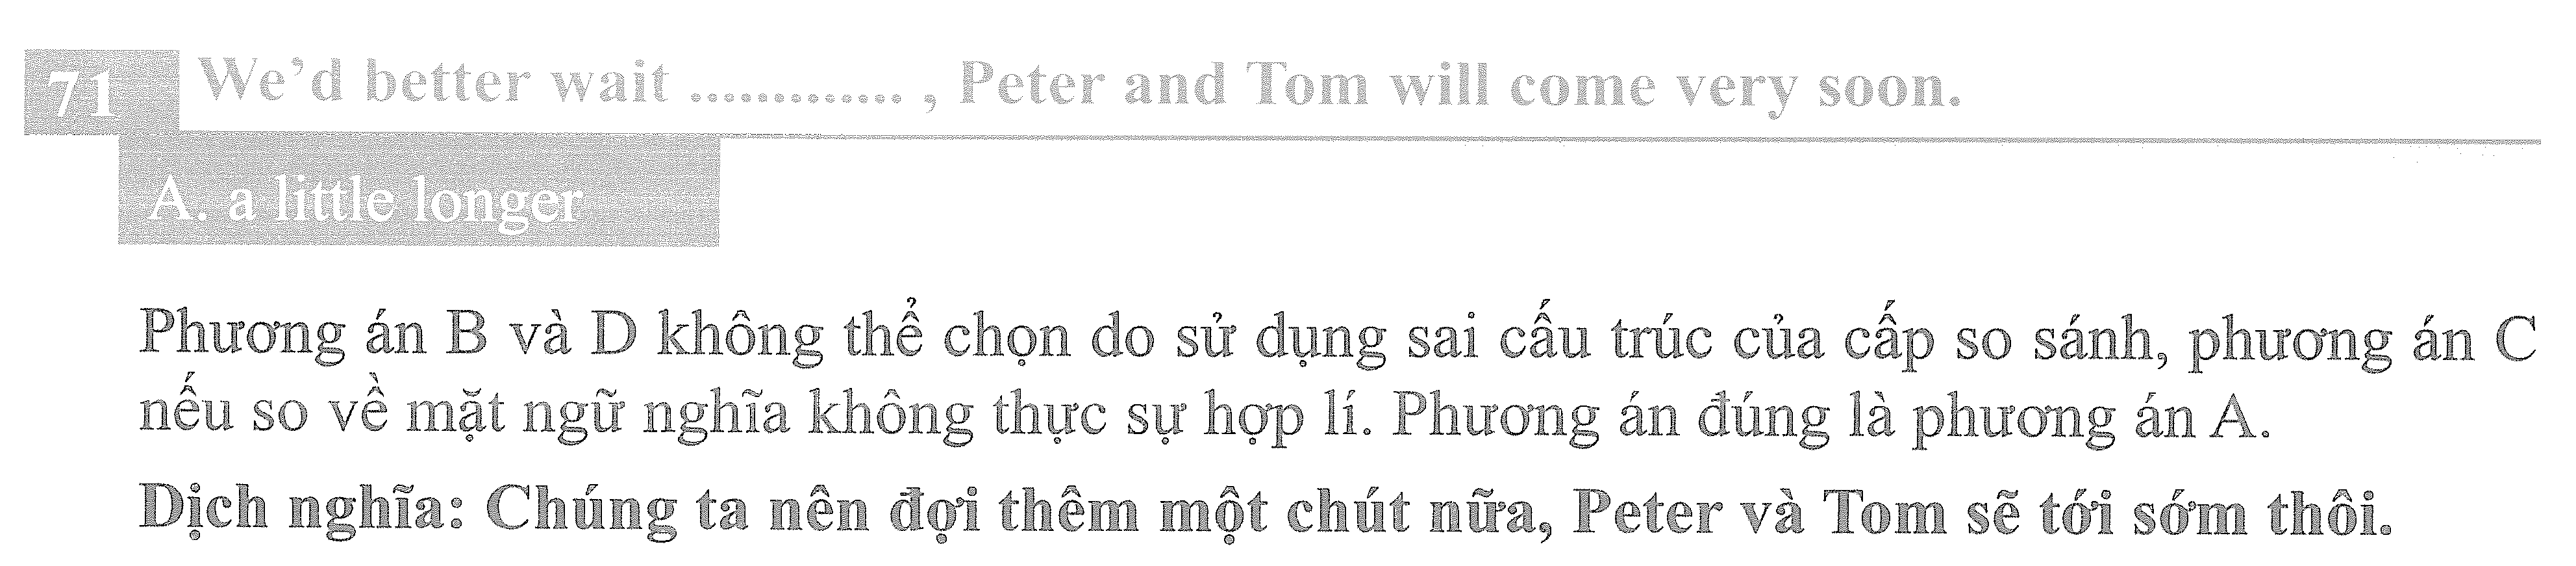 71 We’d better wait ............. , Peter and Tom will come very soon.
A. a little longer
Phương án B và D không thể chọn do sử dụng sai cấu trúc của cấp so sánh, phương án C
nếu so về mặt ngữ nghĩa không thực sự hợp lí. Phương án đúng là phương án A.
Dịch nghĩa: Chúng ta nên đợi thêm một chút nữa, Peter và Tom sẽ tới sớm thôi.